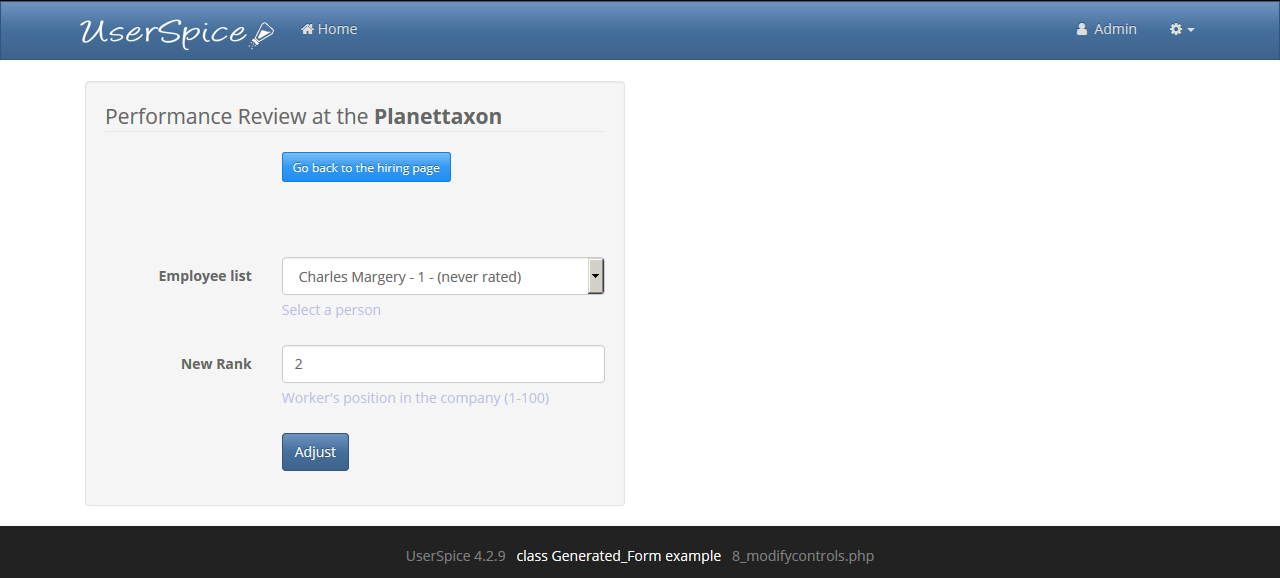 UserSpice Home Admin
Performance Review at the Planettaxon
Go back to the hiring page
Employee list Charles Margery - 1 - (never rated)
Select a person
New Rank 2
Worker's position in the company (1-100)
Adjust
UserSpice 4.2.9 class Generated_Form example 8_modifycontrols.php